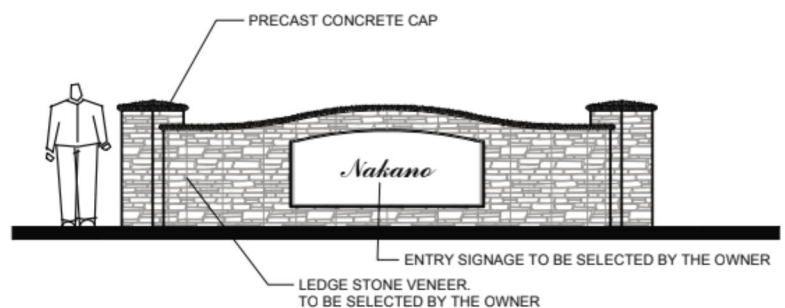 PRECAST CONCRETE CAP
Nakano
ENTRY SIGNAGE TO BE SELECTED BY THE OWNER
LEDGE STONE VENEER.
TO BE SELECTED BY THE OWNER